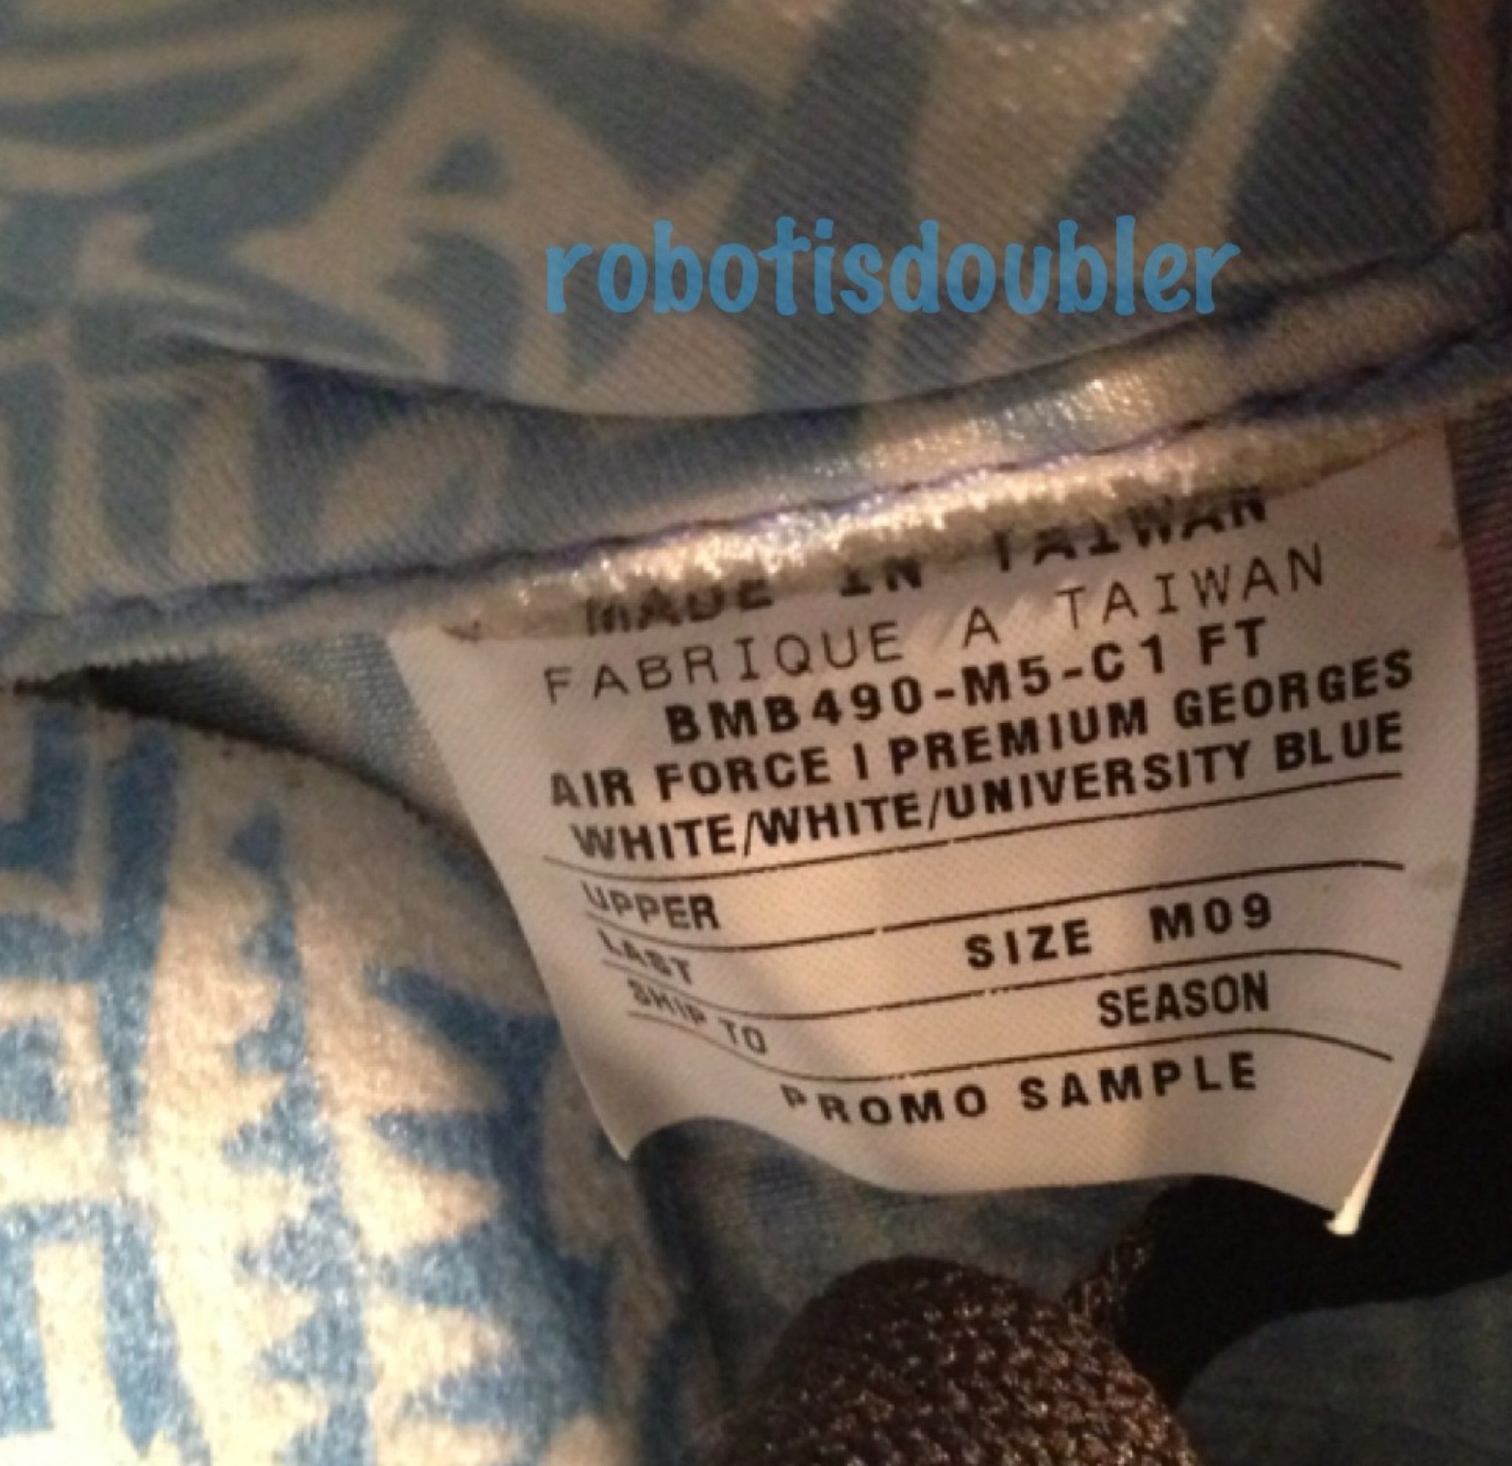 robotisdoubler
MADE IN TAIWAN
FABRIQUE A TAIWAN
BMB490-M5-C1 FT
AIR FORCE I PREMIUM GEORGES
WHITE/WHITE/UNIVERSITY BLUE
UPPER
LAST SIZE M09
SHIP TO SEASON
PROMO SAMPLE